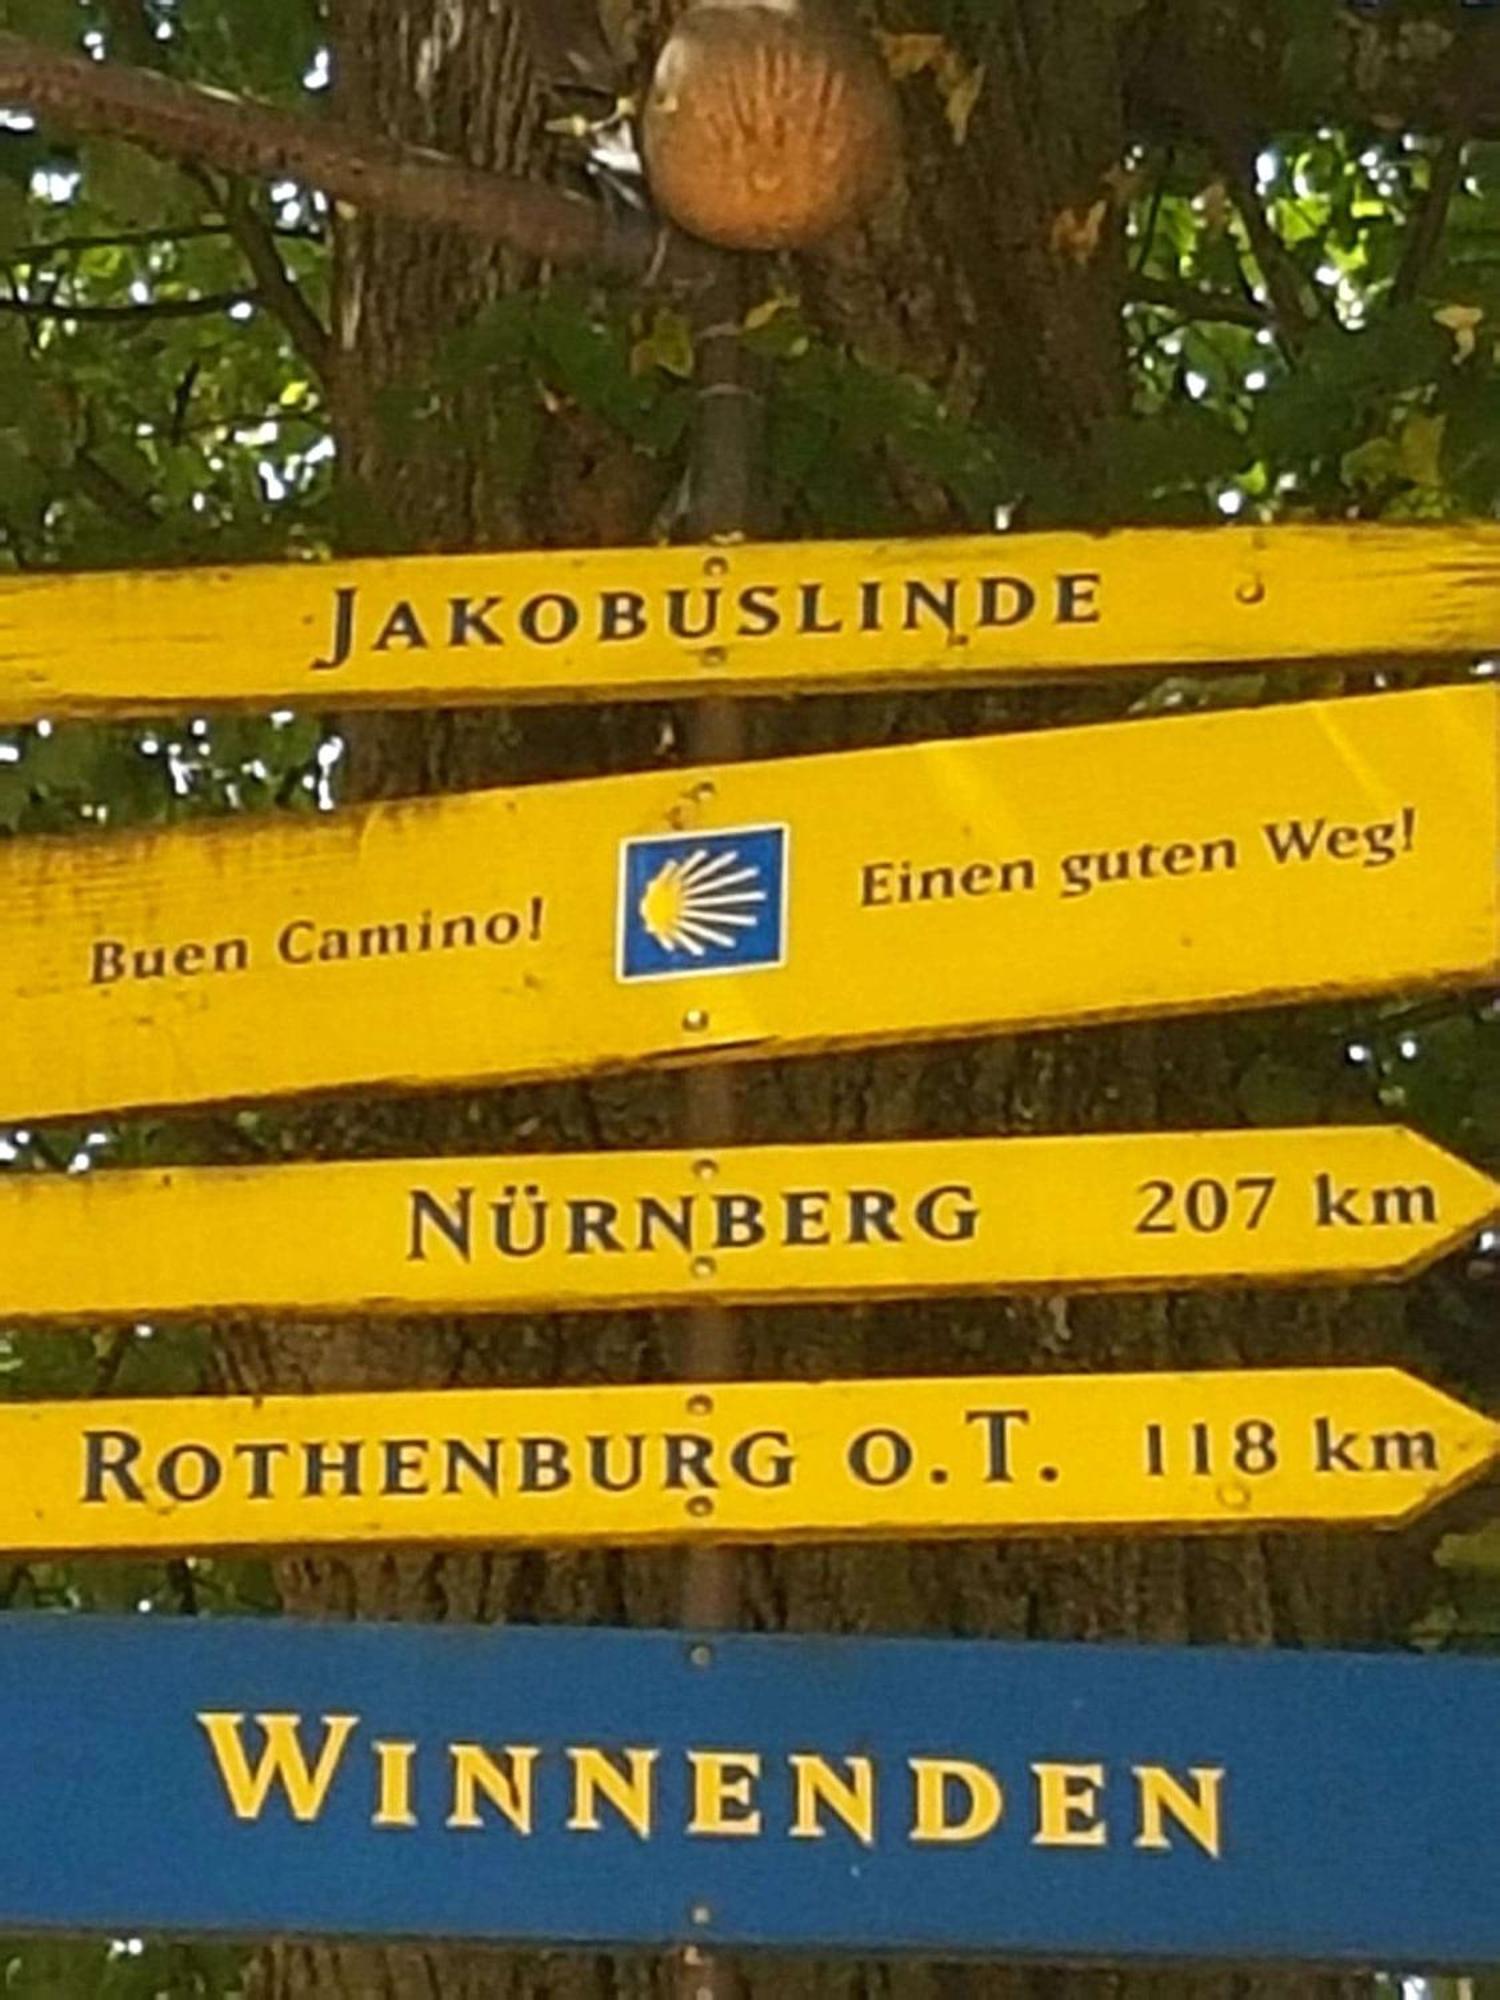 JAKOBUSLINDE
Buen Camino! Einen guten Weg!
NÜRNBERG 207 km
ROTHENBURG O.T. 118 km
WINNENDEN